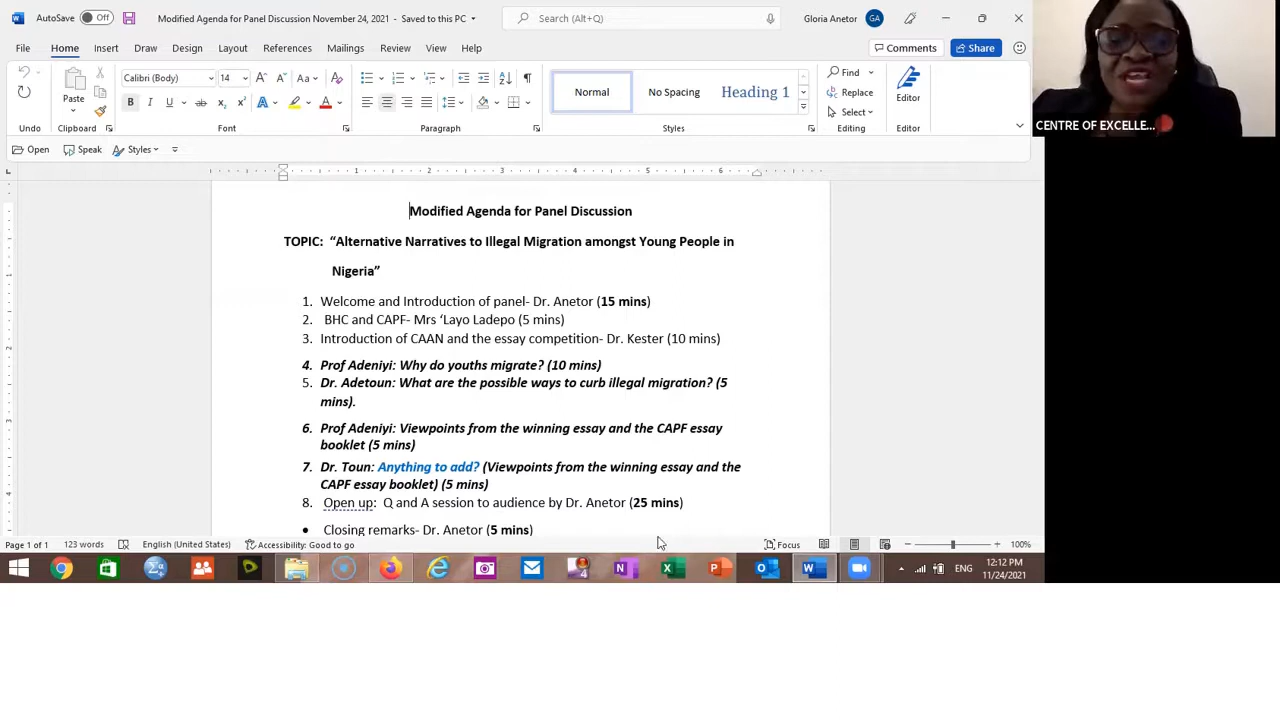 AutoSave Off Modified Agenda for Panel Discussion November 24, 2021 - Saved to this PC Search (Alt+Q) Gloria Anetor GA
File Home Insert Draw Design Layout References Mailings Review View Help Comments Share
Calibri (Body) 14 Aa Find
Paste Normal No Spacing Heading 1 Replace Editor
B I U ab x₂ x² A A Select
Undo Clipboard Font Paragraph Styles Editing Editor
Open Speak Styles
1 2 3 4 5 6
CENTRE OF EXCELLE...
Modified Agenda for Panel Discussion
TOPIC: “Alternative Narratives to Illegal Migration amongst Young People in
Nigeria”
1. Welcome and Introduction of panel- Dr. Anetor (15 mins)
2. BHC and CAPF- Mrs ‘Layo Ladepo (5 mins)
3. Introduction of CAAN and the essay competition- Dr. Kester (10 mins)
4. Prof Adeniyi: Why do youths migrate? (10 mins)
5. Dr. Adetoun: What are the possible ways to curb illegal migration? (5
mins).
6. Prof Adeniyi: Viewpoints from the winning essay and the CAPF essay
booklet (5 mins)
7. Dr. Toun: Anything to add? (Viewpoints from the winning essay and the
CAPF essay booklet) (5 mins)
8. Open up: Q and A session to audience by Dr. Anetor (25 mins)
• Closing remarks- Dr. Anetor (5 mins)
Page 1 of 1 123 words English (United States) Accessibility: Good to go Focus 100%
ENG 12:12 PM
11/24/2021